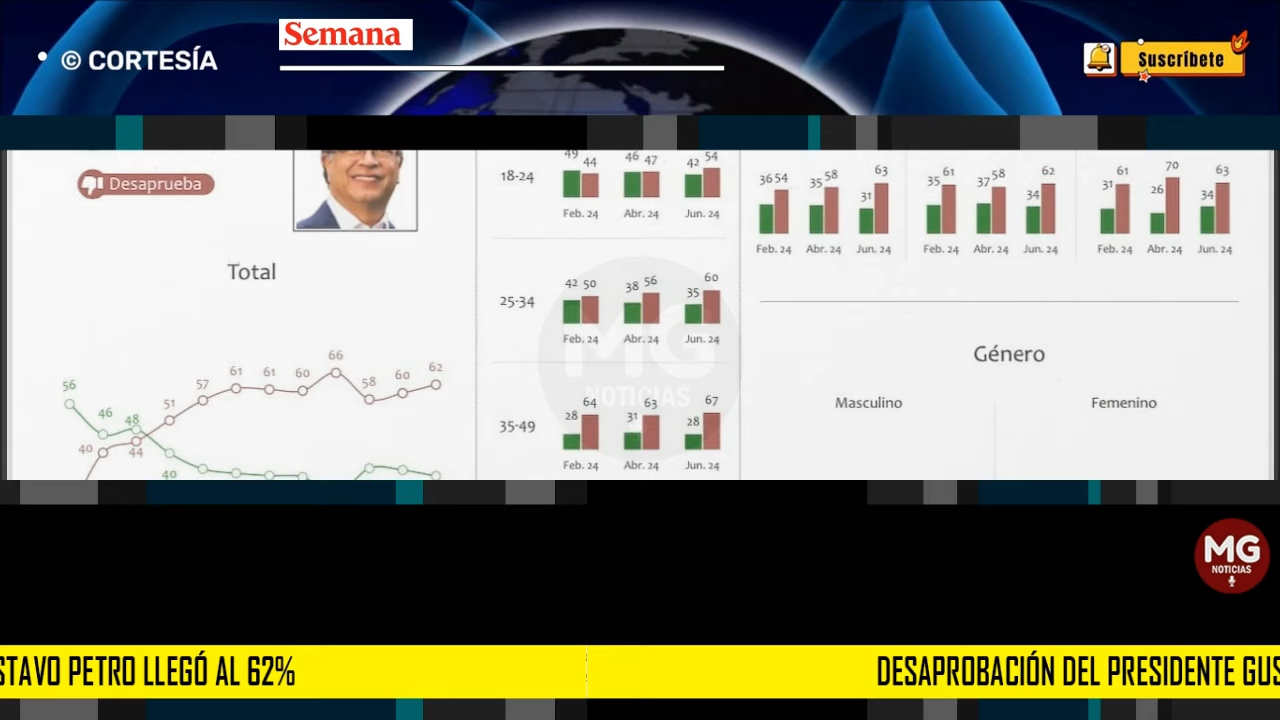 © CORTESÍA
Semana
Suscríbete
Desaprueba
Total
56 46 48 40
40 44 51 57 61 61 60 66 58 60 62
18-24
49 44 46 47 42 54
Feb. 24 Abr. 24 Jun. 24
25-34
42 50 38 56 35 60
Feb. 24 Abr. 24 Jun. 24
35-49
28 64 31 63 28 67
Feb. 24 Abr. 24 Jun. 24
36 54 35 58 31 63
Feb. 24 Abr. 24 Jun. 24
35 61 37 58 34 62
Feb. 24 Abr. 24 Jun. 24
31 61 26 70 34 63
Feb. 24 Abr. 24 Jun. 24
Género
Masculino Femenino
MG
NOTICIAS
MG
NOTICIAS
STAVO PETRO LLEGÓ AL 62% DESAPROBACIÓN DEL PRESIDENTE GUS